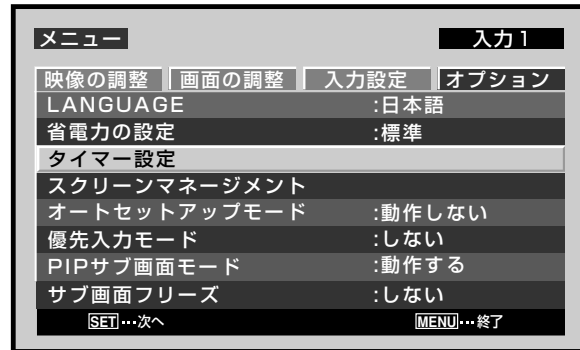 メニュー 入力1
映像の調整 画面の調整 入力設定 オプション
LANGUAGE :日本語
省電力の設定 :標準
タイマー設定
スクリーンマネージメント
オートセットアップモード :動作しない
優先入力モード :しない
PIPサブ画面モード :動作する
サブ画面フリーズ :しない
SET…次へ MENU…終了